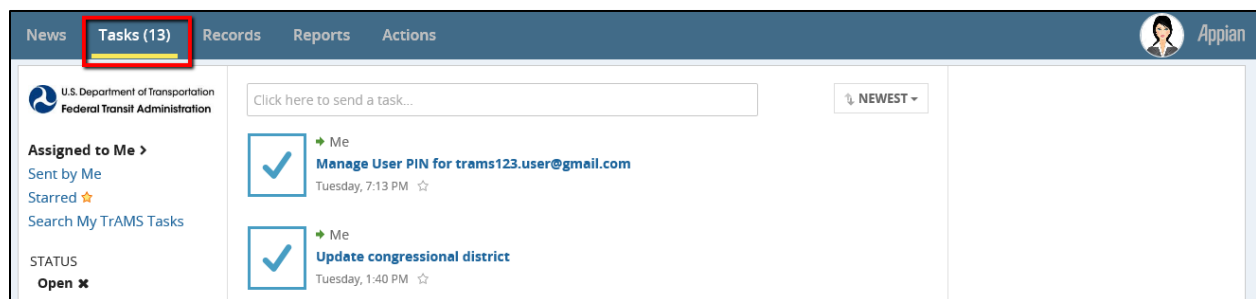 News Tasks (13) Records Reports Actions Appian
U.S. Department of Transportation
Federal Transit Administration
Click here to send a task...
NEWEST
Assigned to Me >
Sent by Me
Starred
Search My TrAMS Tasks
STATUS
Open ✖
Me
Manage User PIN for trams123.user@gmail.com
Tuesday, 7:13 PM
Me
Update congressional district
Tuesday, 1:40 PM